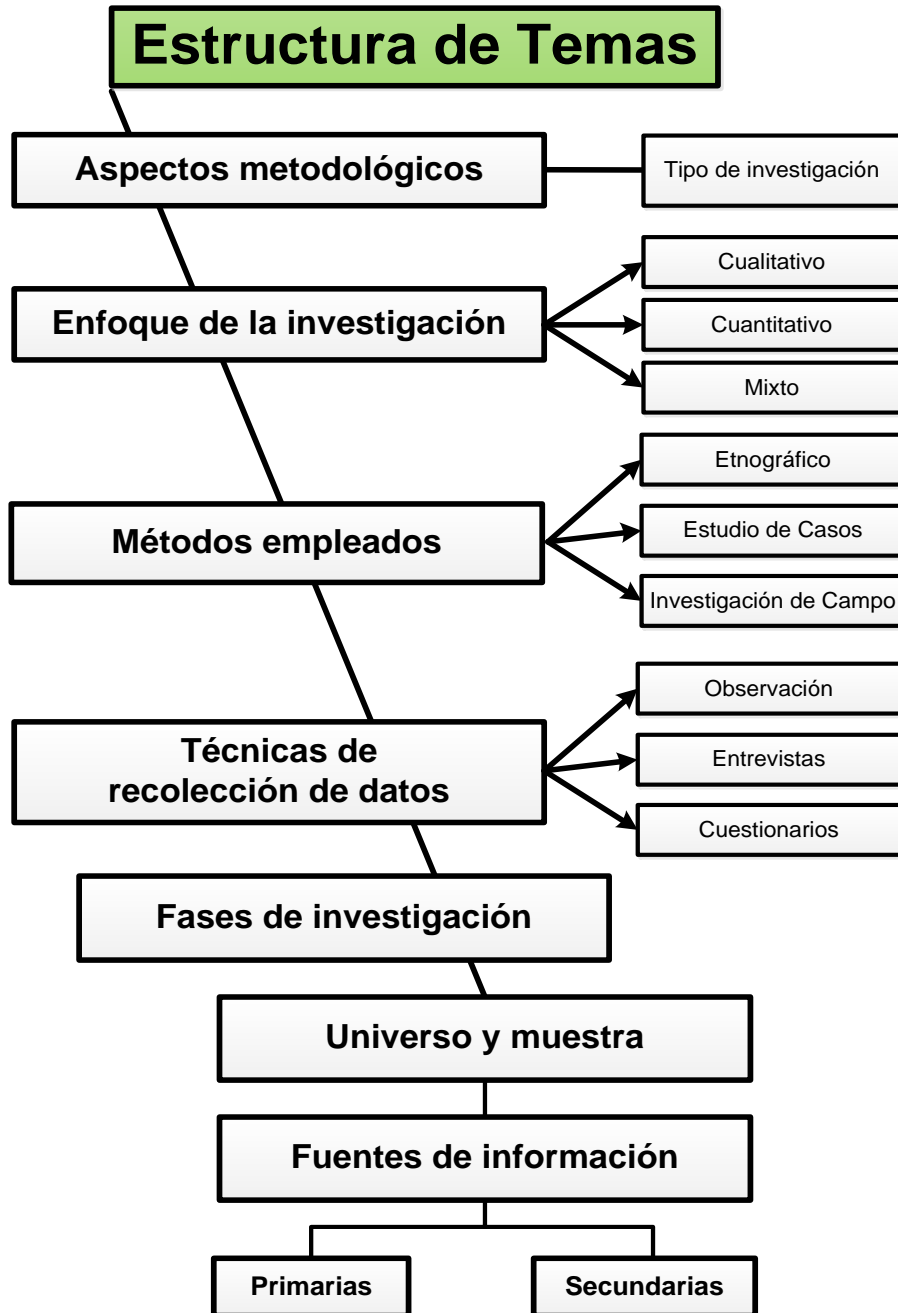 Estructura de Temas
Aspectos metodológicos
Tipo de investigación
Enfoque de la investigación
Cualitativo
Cuantitativo
Mixto
Métodos empleados
Etnográfico
Estudio de Casos
Investigación de Campo
Técnicas de
recolección de datos
Observación
Entrevistas
Cuestionarios
Fases de investigación
Universo y muestra
Fuentes de información
Primarias
Secundarias